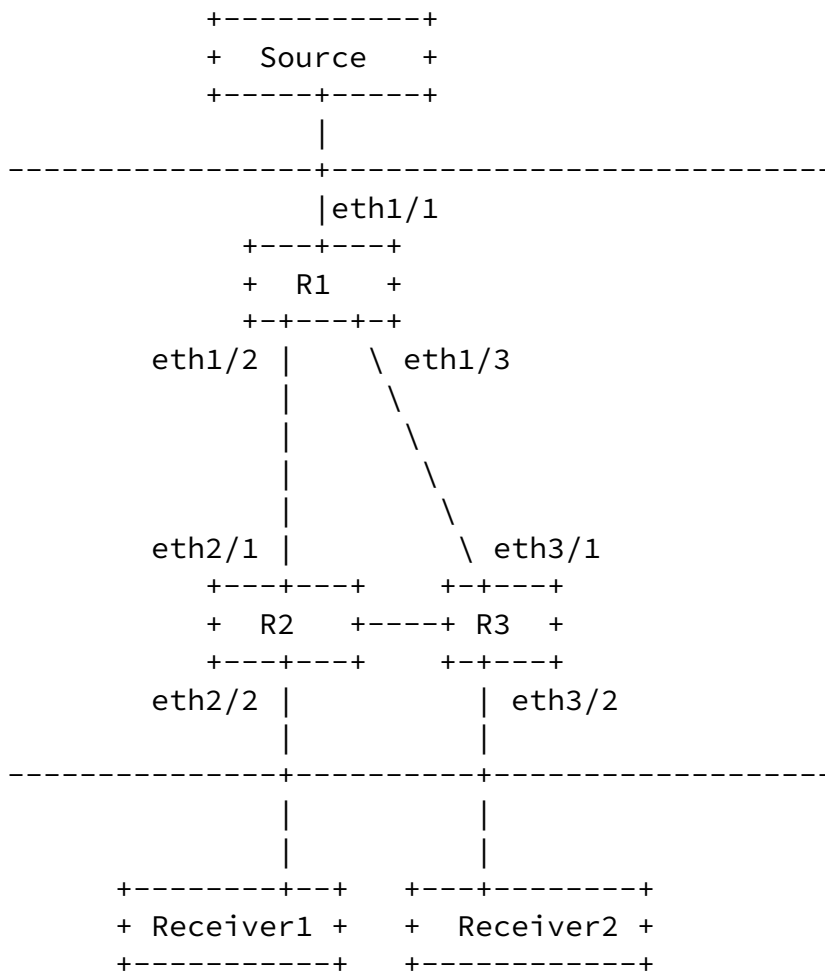 Source
eth1/1
R1
eth1/2 eth1/3
eth2/1 eth3/1
R2 R3
eth2/2 eth3/2
Receiver1 Receiver2